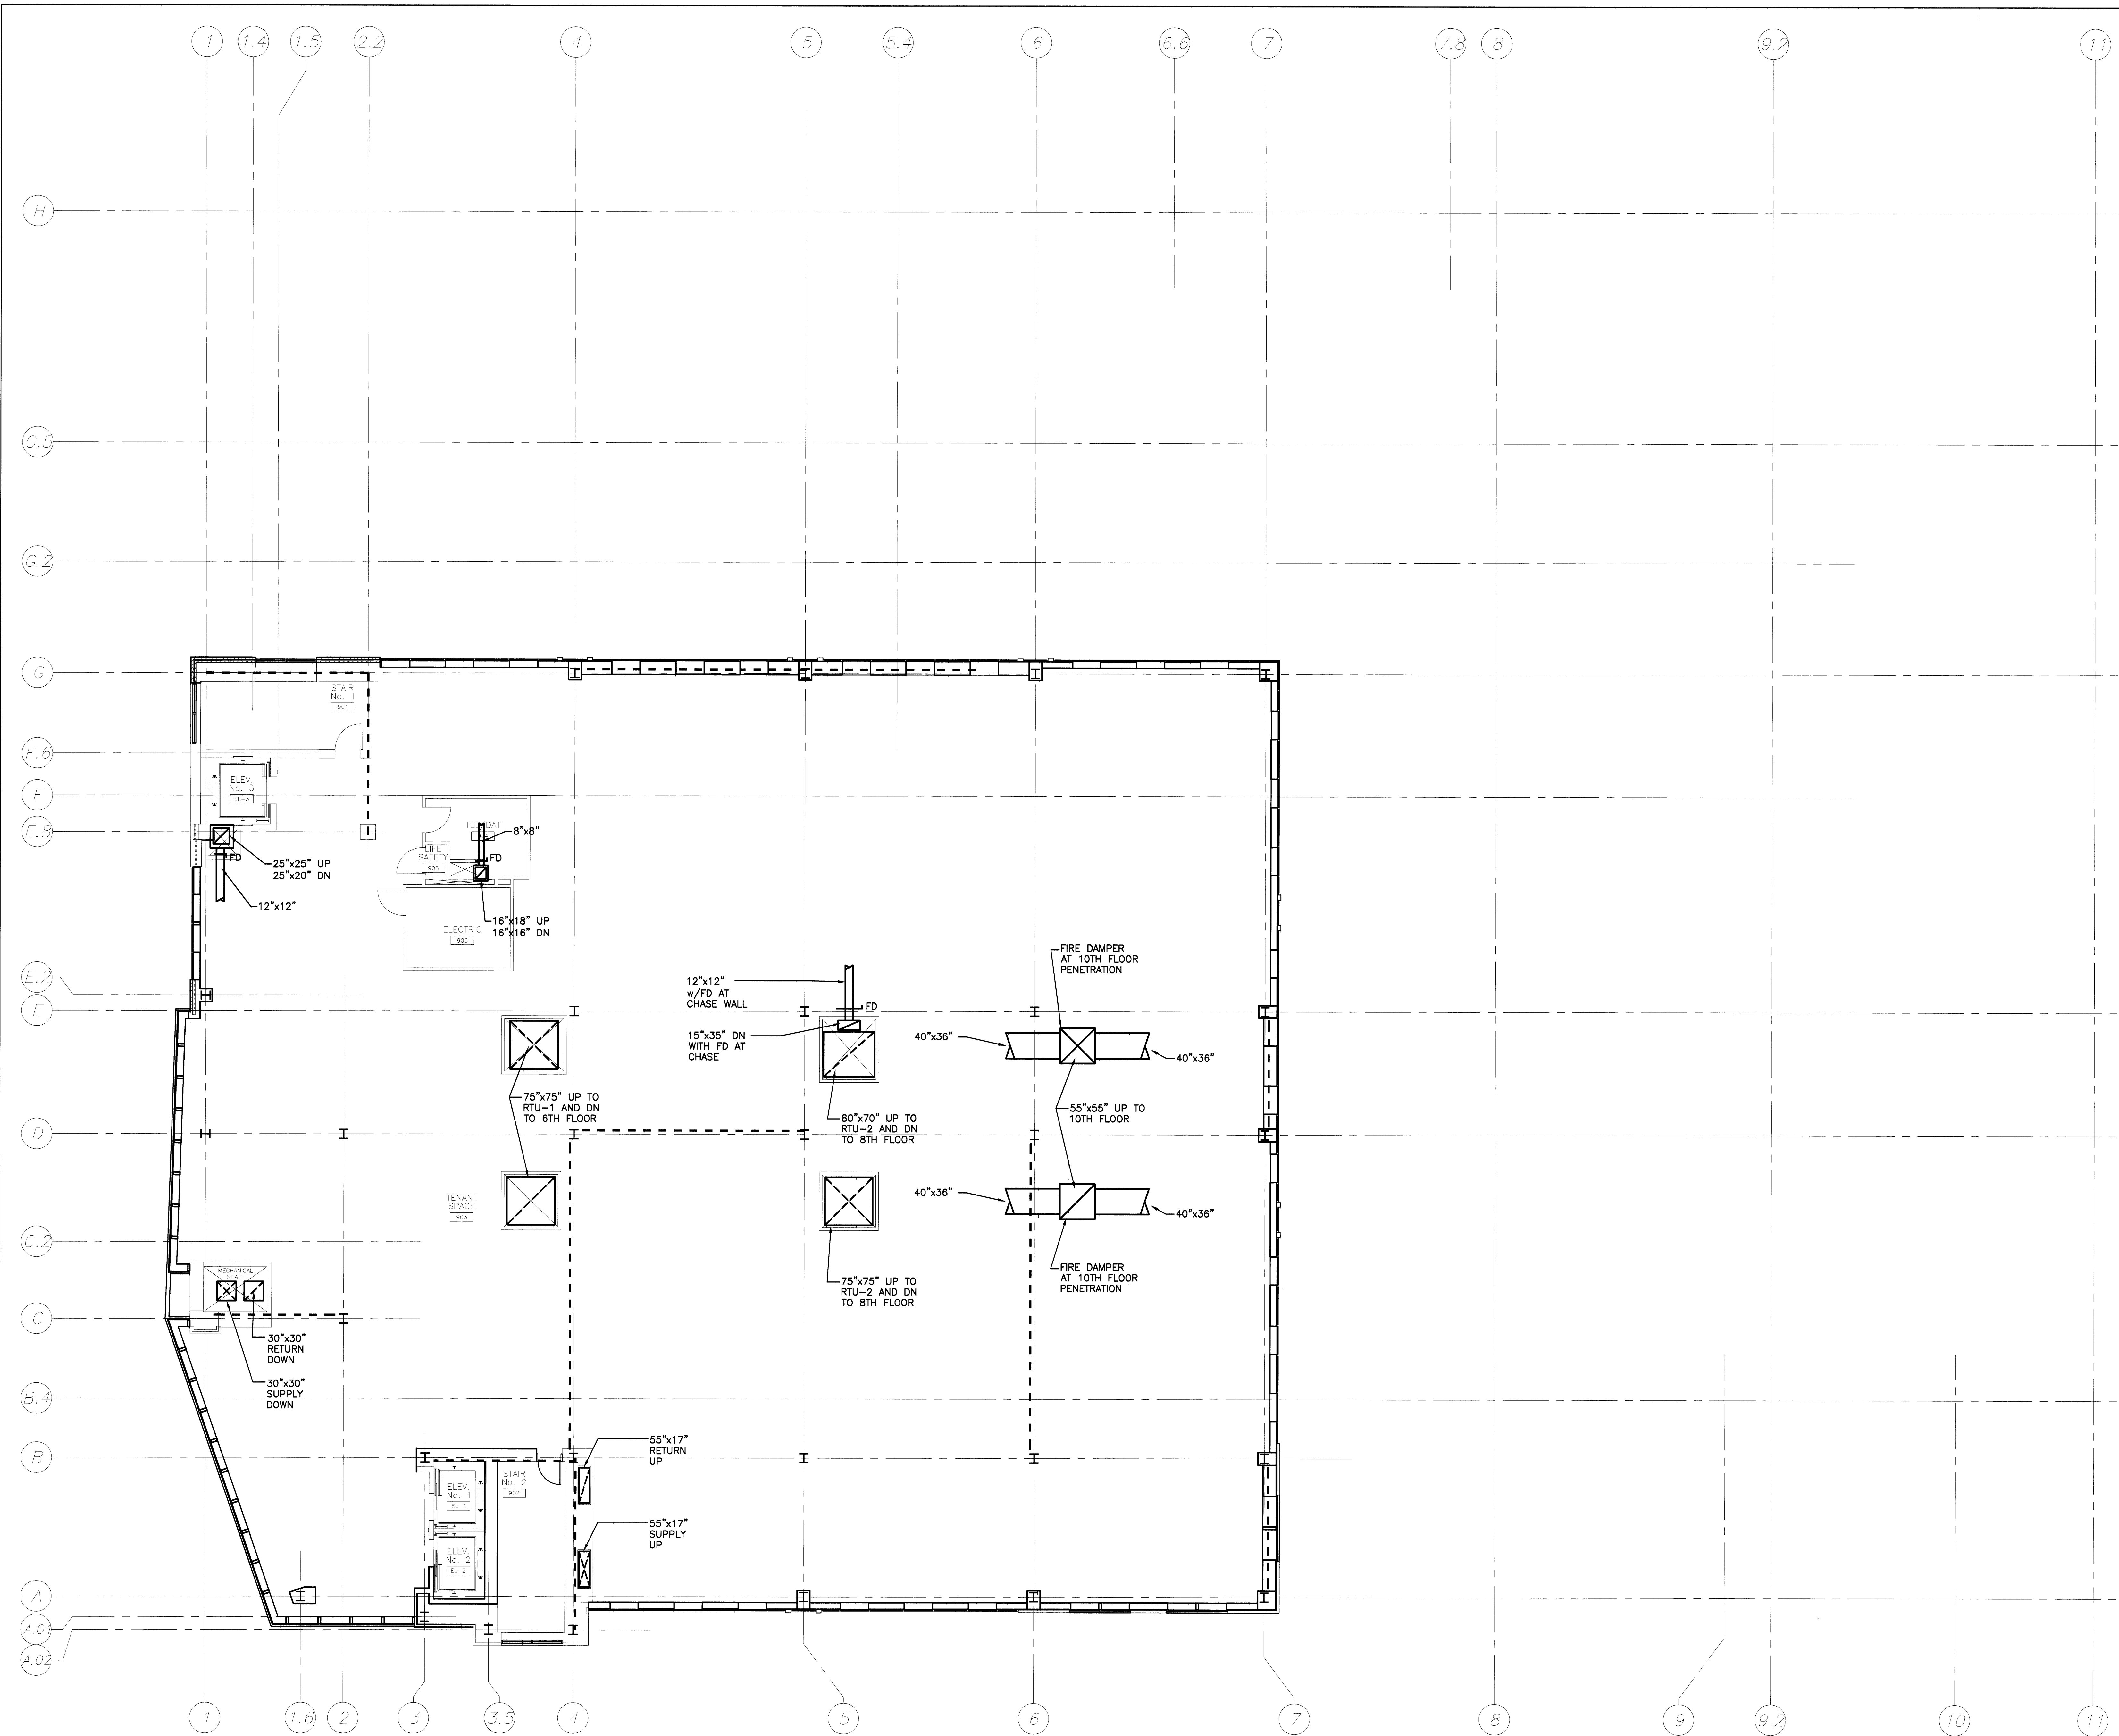 1
1.4
1.5
2.2
4
5
5.4
6
6.6
7
7.8
8
9.2
11
H
G.5
G.2
G
F.6
F
E.8
E.2
E
D
C.2
C
B.4
B
A
A.01
A.02
STAIR
No. 1
901
ELEV.
No. 3
EL-3
FD
25"x25" UP
25"x20" DN
12"x12"
8"x8"
FD
LIFE
SAFETY
905
16"x18" UP
16"x16" DN
ELECTRIC
906
12"x12"
w/FD AT
CHASE WALL
FD
15"x35" DN
WITH FD AT
CHASE
FIRE DAMPER
AT 10TH FLOOR
PENETRATION
40"x36"
40"x36"
75"x75" UP TO
RTU-1 AND DN
TO 6TH FLOOR
80"x70" UP TO
RTU-2 AND DN
TO 8TH FLOOR
55"x55" UP TO
10TH FLOOR
TENANT
SPACE
903
40"x36"
40"x36"
75"x75" UP TO
RTU-2 AND DN
TO 8TH FLOOR
FIRE DAMPER
AT 10TH FLOOR
PENETRATION
MECHANICAL
SHAFT
30"x30"
RETURN
DOWN
30"x30"
SUPPLY
DOWN
55"x17"
RETURN
UP
STAIR
No. 2
902
ELEV.
No. 1
EL-1
55"x17"
SUPPLY
UP
ELEV.
No. 2
EL-2
1
1.6
2
3
3.5
4
5
6
7
8
9
9.2
10
11